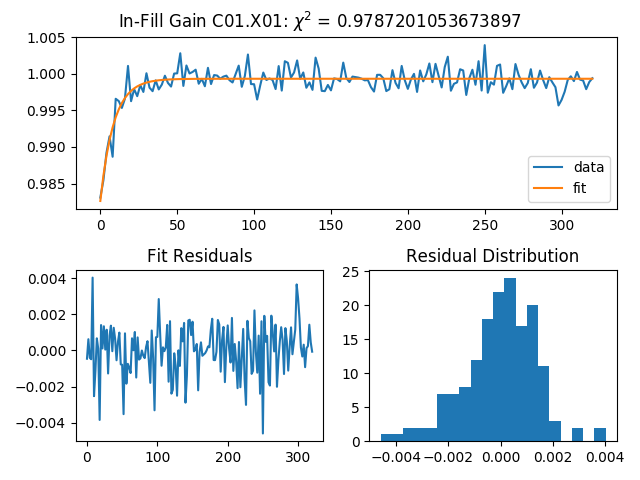 In-Fill Gain C01.X01: χ² = 0.9787201053673897
1.005
1.000
0.995
0.990
0.985
0 50 100 150 200 250 300
data
fit
Fit Residuals
0.004
0.002
0.000
−0.002
−0.004
0 100 200 300
Residual Distribution
25
20
15
10
5
0
−0.004 −0.002 0.000 0.002 0.004